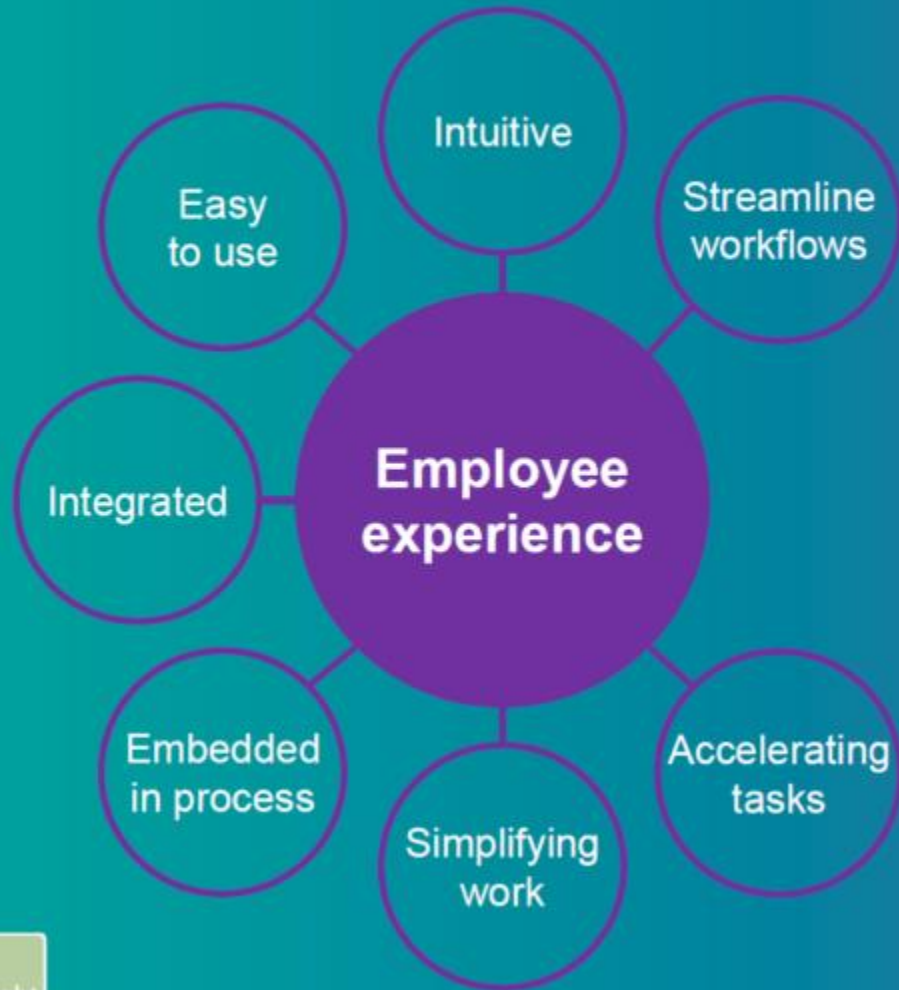 Intuitive
Streamline
workflows
Easy
to use
Employee
experience
Integrated
Embedded
in process
Accelerating
tasks
Simplifying
work